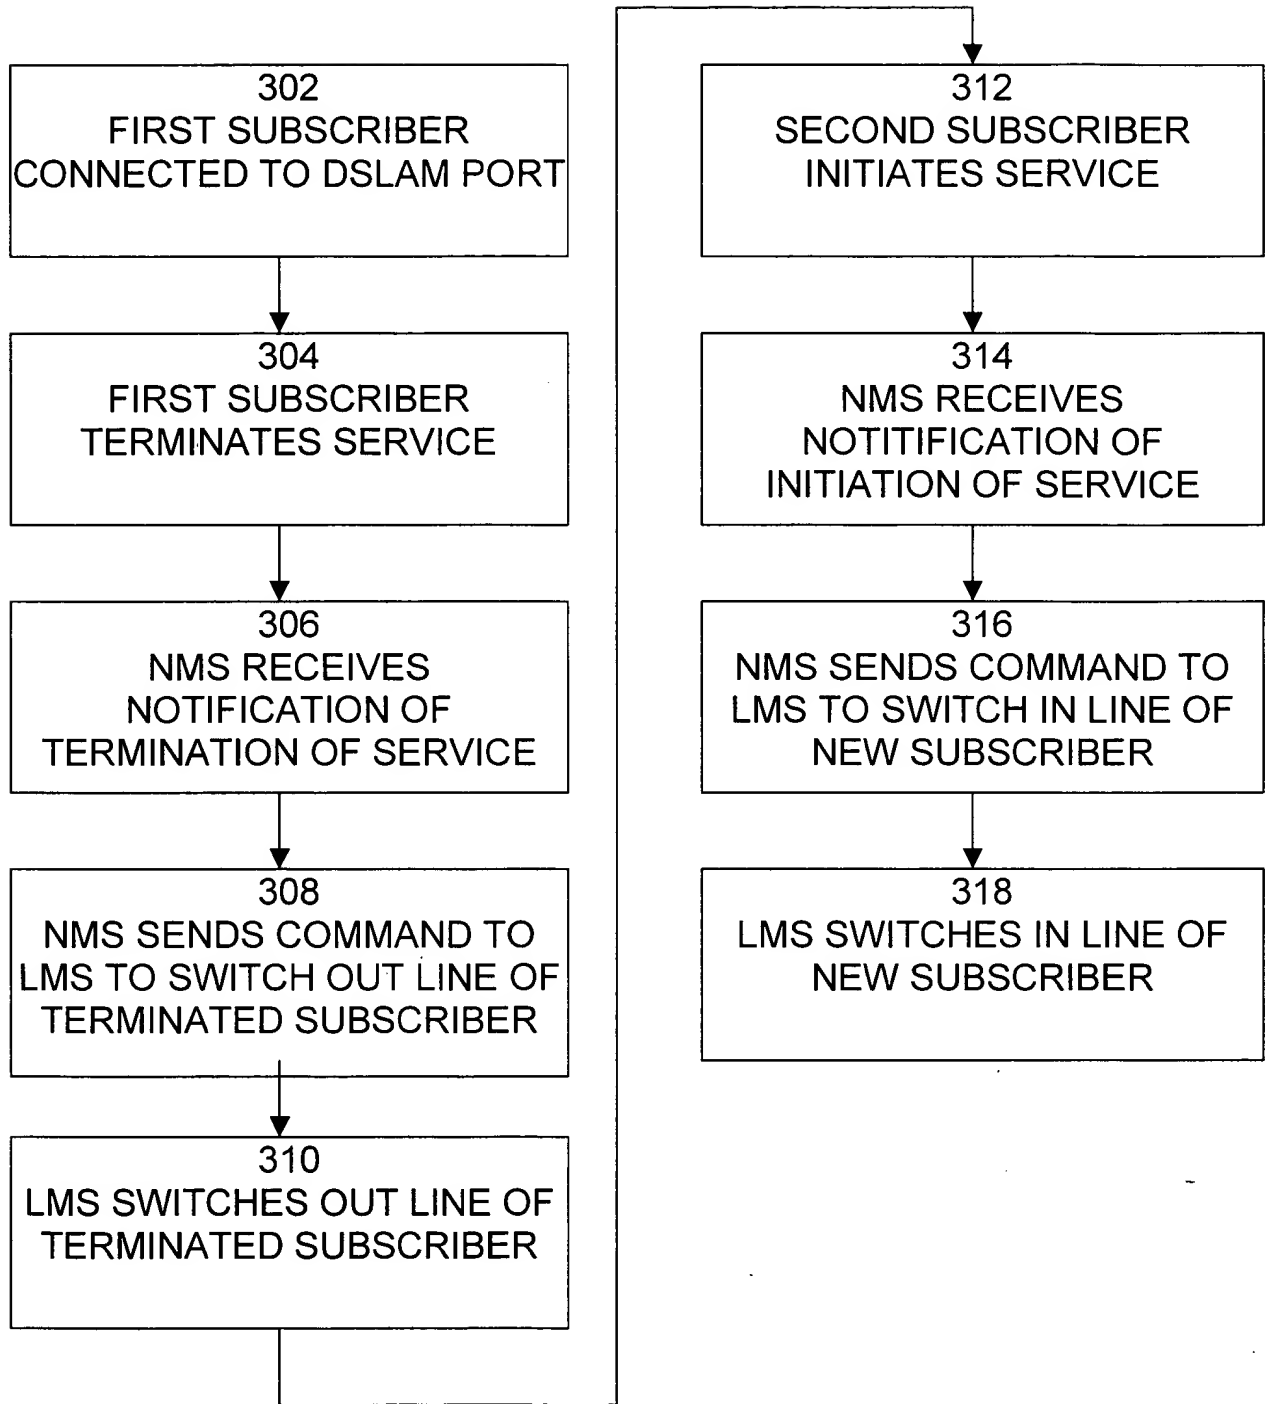 302
FIRST SUBSCRIBER
CONNECTED TO DSLAM PORT
304
FIRST SUBSCRIBER
TERMINATES SERVICE
306
NMS RECEIVES
NOTIFICATION OF
TERMINATION OF SERVICE
308
NMS SENDS COMMAND TO
LMS TO SWITCH OUT LINE OF
TERMINATED SUBSCRIBER
310
LMS SWITCHES OUT LINE OF
TERMINATED SUBSCRIBER
312
SECOND SUBSCRIBER
INITIATES SERVICE
314
NMS RECEIVES
NOTITIFICATION OF
INITIATION OF SERVICE
316
NMS SENDS COMMAND TO
LMS TO SWITCH IN LINE OF
NEW SUBSCRIBER
318
LMS SWITCHES IN LINE OF
NEW SUBSCRIBER